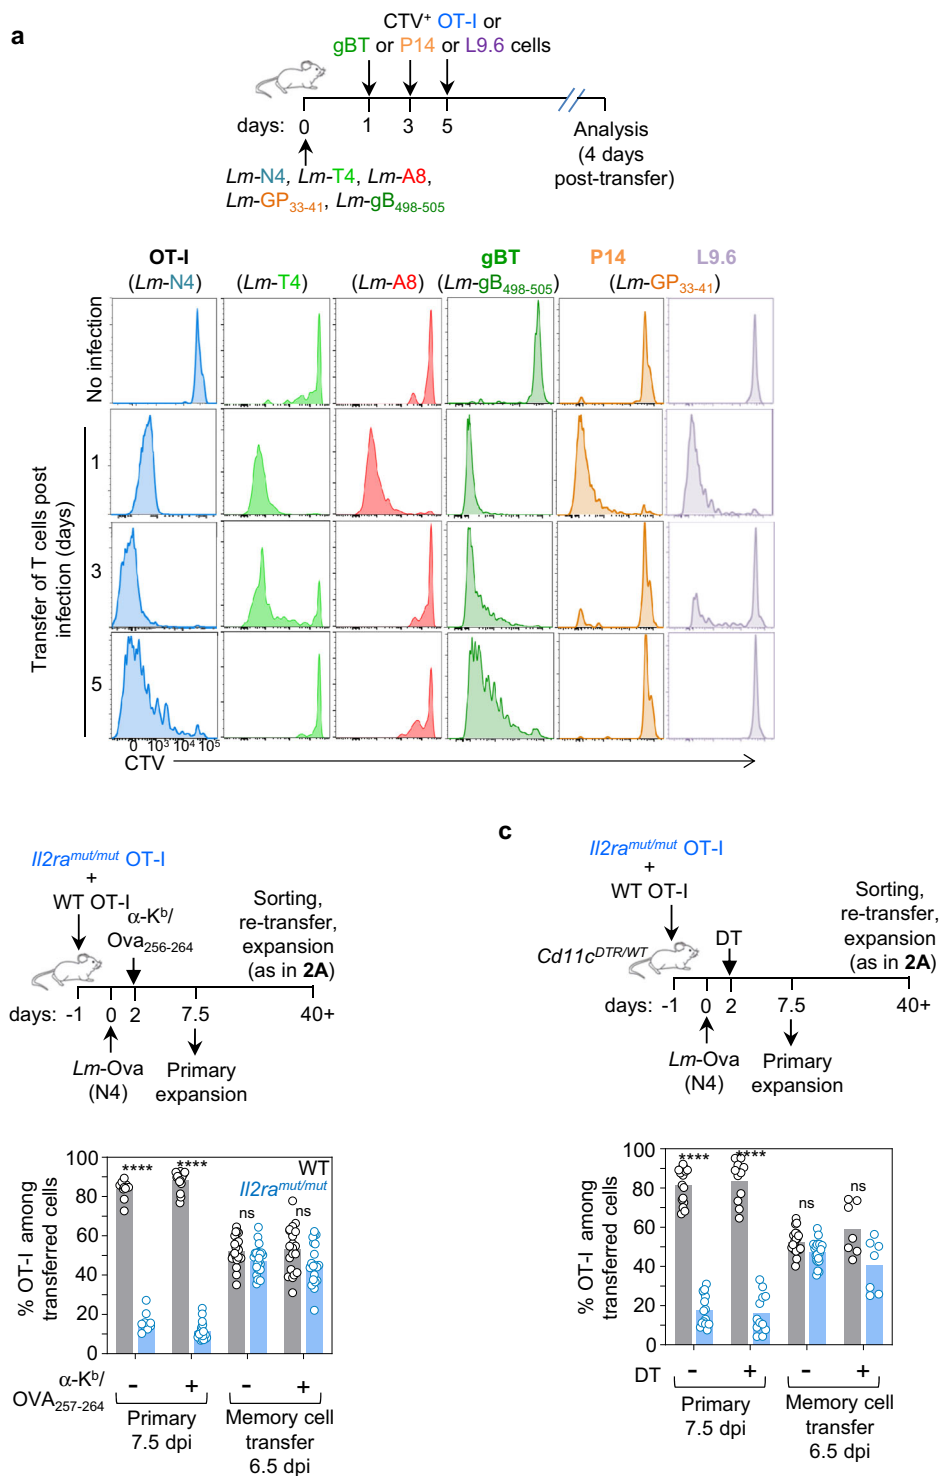 a
CTV+ OT-I or
gBT or P14 or L9.6 cells
days: 0 1 3 5
Analysis
(4 days
post-transfer)
Lm-N4, Lm-T4, Lm-A8,
Lm-GP33-41, Lm-gB498-505
OT-I gBT P14 L9.6
(Lm-N4) (Lm-T4) (Lm-A8) (Lm-gB498-505) (Lm-GP33-41)
No infection
Transfer of T cells post
infection (days)
1
3
5
0 10³ 10⁴ 10⁵
CTV
Il2ra mut/mut OT-I
+
WT OT-I
α-Kᵇ/
Ova256-264
Sorting,
re-transfer,
expansion
(as in 2A)
days: -1 0 2 7.5 40+
Lm-Ova
(N4)
Primary
expansion
% OT-I among
transferred cells
100
80
60
40
20
0
**** **** ns ns
WT
Il2ra mut/mut
α-Kᵇ/
OVA257-264
- + - +
Primary
7.5 dpi
Memory cell
transfer
6.5 dpi
c
Il2ra mut/mut OT-I
+
WT OT-I
Cd11c DTR/WT
DT
Sorting,
re-transfer,
expansion
(as in 2A)
days: -1 0 2 7.5 40+
Lm-Ova
(N4)
Primary
expansion
% OT-I among
transferred cells
100
80
60
40
20
0
**** **** ns ns
DT - + - +
Primary
7.5 dpi
Memory cell
transfer
6.5 dpi